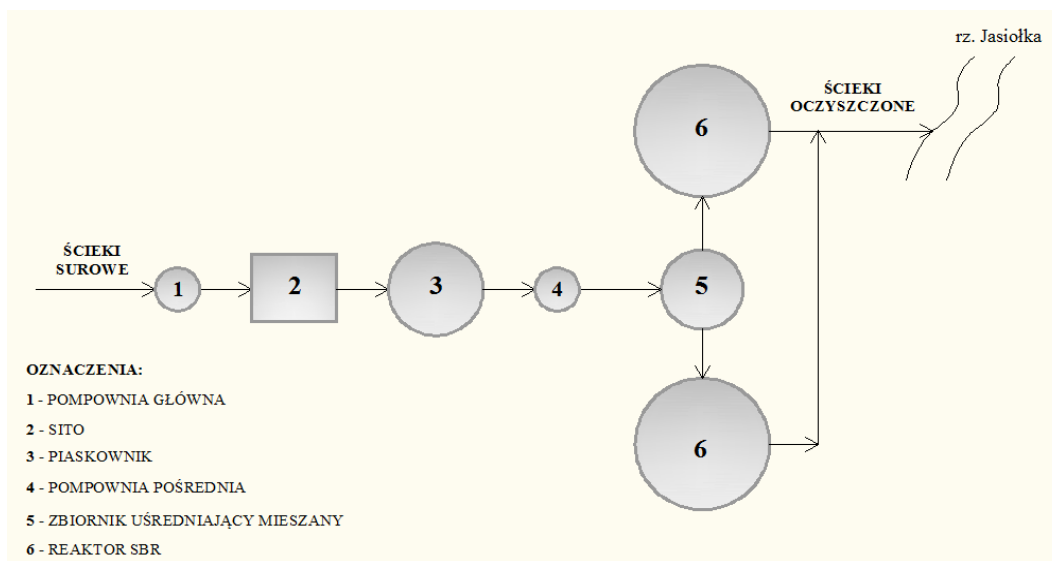 rz. Jasiołka
ŚCIEKI
OCZYSZCZONE
6
ŚCIEKI
SUROWE
1
2
3
4
5
6
OZNACZENIA:
1 - POMPOWNIA GŁÓWNA
2 - SITO
3 - PIASKOWNIK
4 - POMPOWNIA POŚREDNIA
5 - ZBIORNIK UŚREDNIAJĄCY MIESZANY
6 - REAKTOR SBR